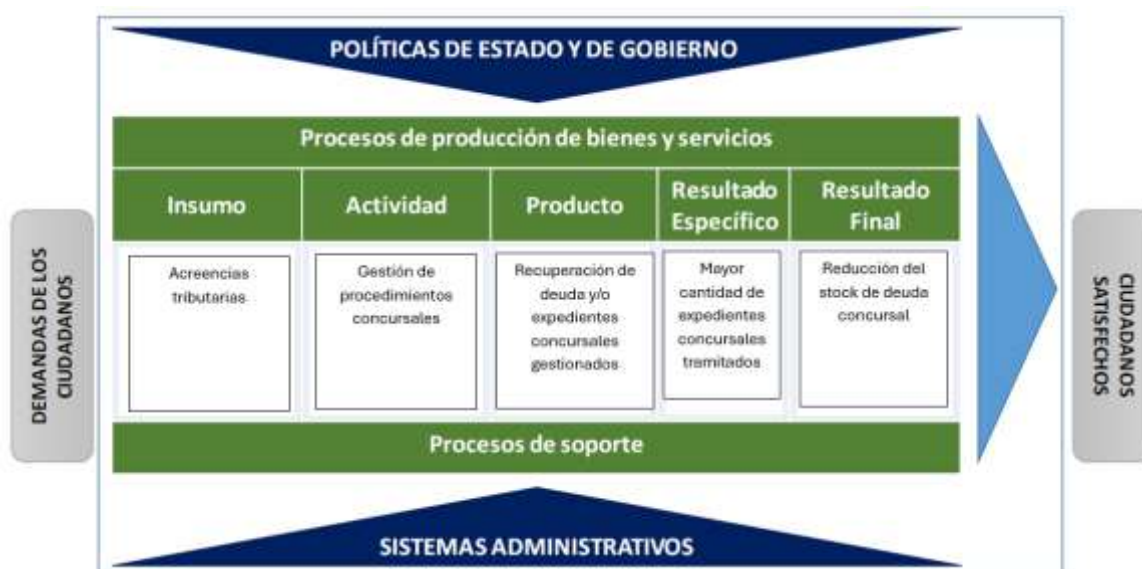 POLÍTICAS DE ESTADO Y DE GOBIERNO
Procesos de producción de bienes y servicios
Insumo
Actividad
Producto
Resultado
Específico
Resultado
Final
DEMANDAS DE LOS
CIUDADANOS
Acreencias
tributarias
Gestión de
procedimientos
concursales
Recuperación de
deuda y/o
expedientes
concursales
gestionados
Mayor
cantidad de
expedientes
concursales
tramitados
Reducción del
stock de deuda
concursal
CIUDADANOS
SATISFECHOS
Procesos de soporte
SISTEMAS ADMINISTRATIVOS